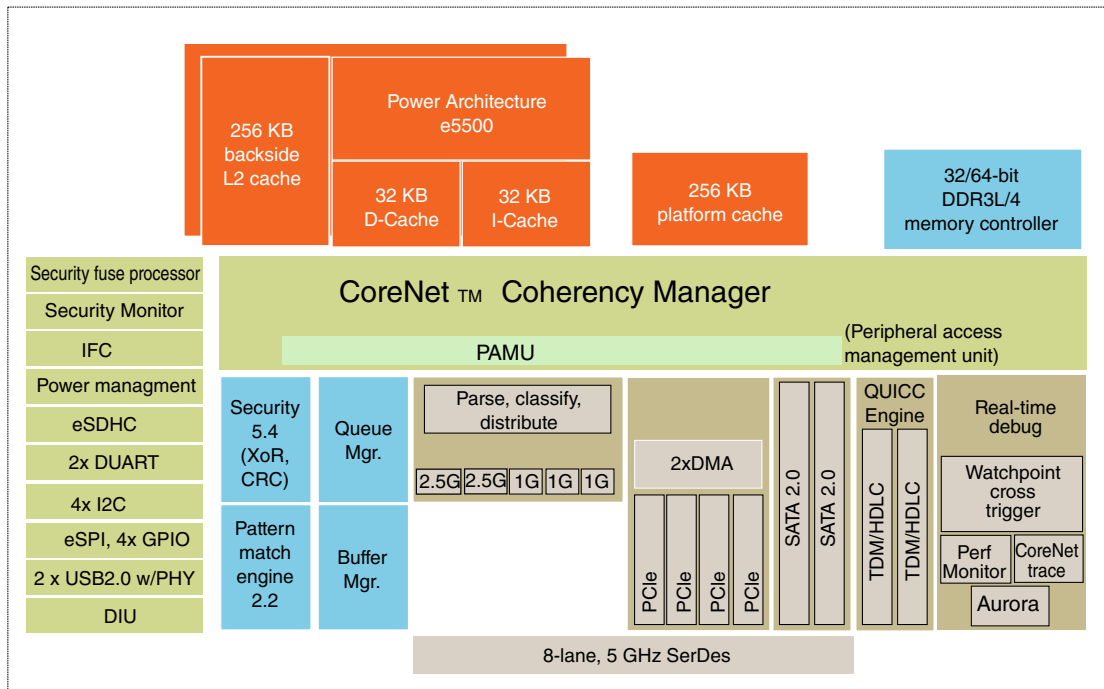 256 KB
backside
L2 cache
Power Architecture
e5500
32 KB
D-Cache
32 KB
I-Cache
256 KB
platform cache
32/64-bit
DDR3L/4
memory controller
Security fuse processor
Security Monitor
IFC
Power managment
eSDHC
2x DUART
4x I2C
eSPI, 4x GPIO
2 x USB2.0 w/PHY
DIU
CoreNet TM Coherency Manager
PAMU
(Peripheral access
management unit)
Security
5.4
(XoR,
CRC)
Queue
Mgr.
Pattern
match
engine
2.2
Buffer
Mgr.
Parse, classify,
distribute
2.5G
2.5G
1G
1G
1G
2xDMA
PCIe
PCIe
PCIe
PCIe
SATA 2.0
SATA 2.0
QUICC
Engine
TDM/HDLC
TDM/HDLC
Real-time
debug
Watchpoint
cross
trigger
Perf
Monitor
CoreNet
trace
Aurora
8-lane, 5 GHz SerDes